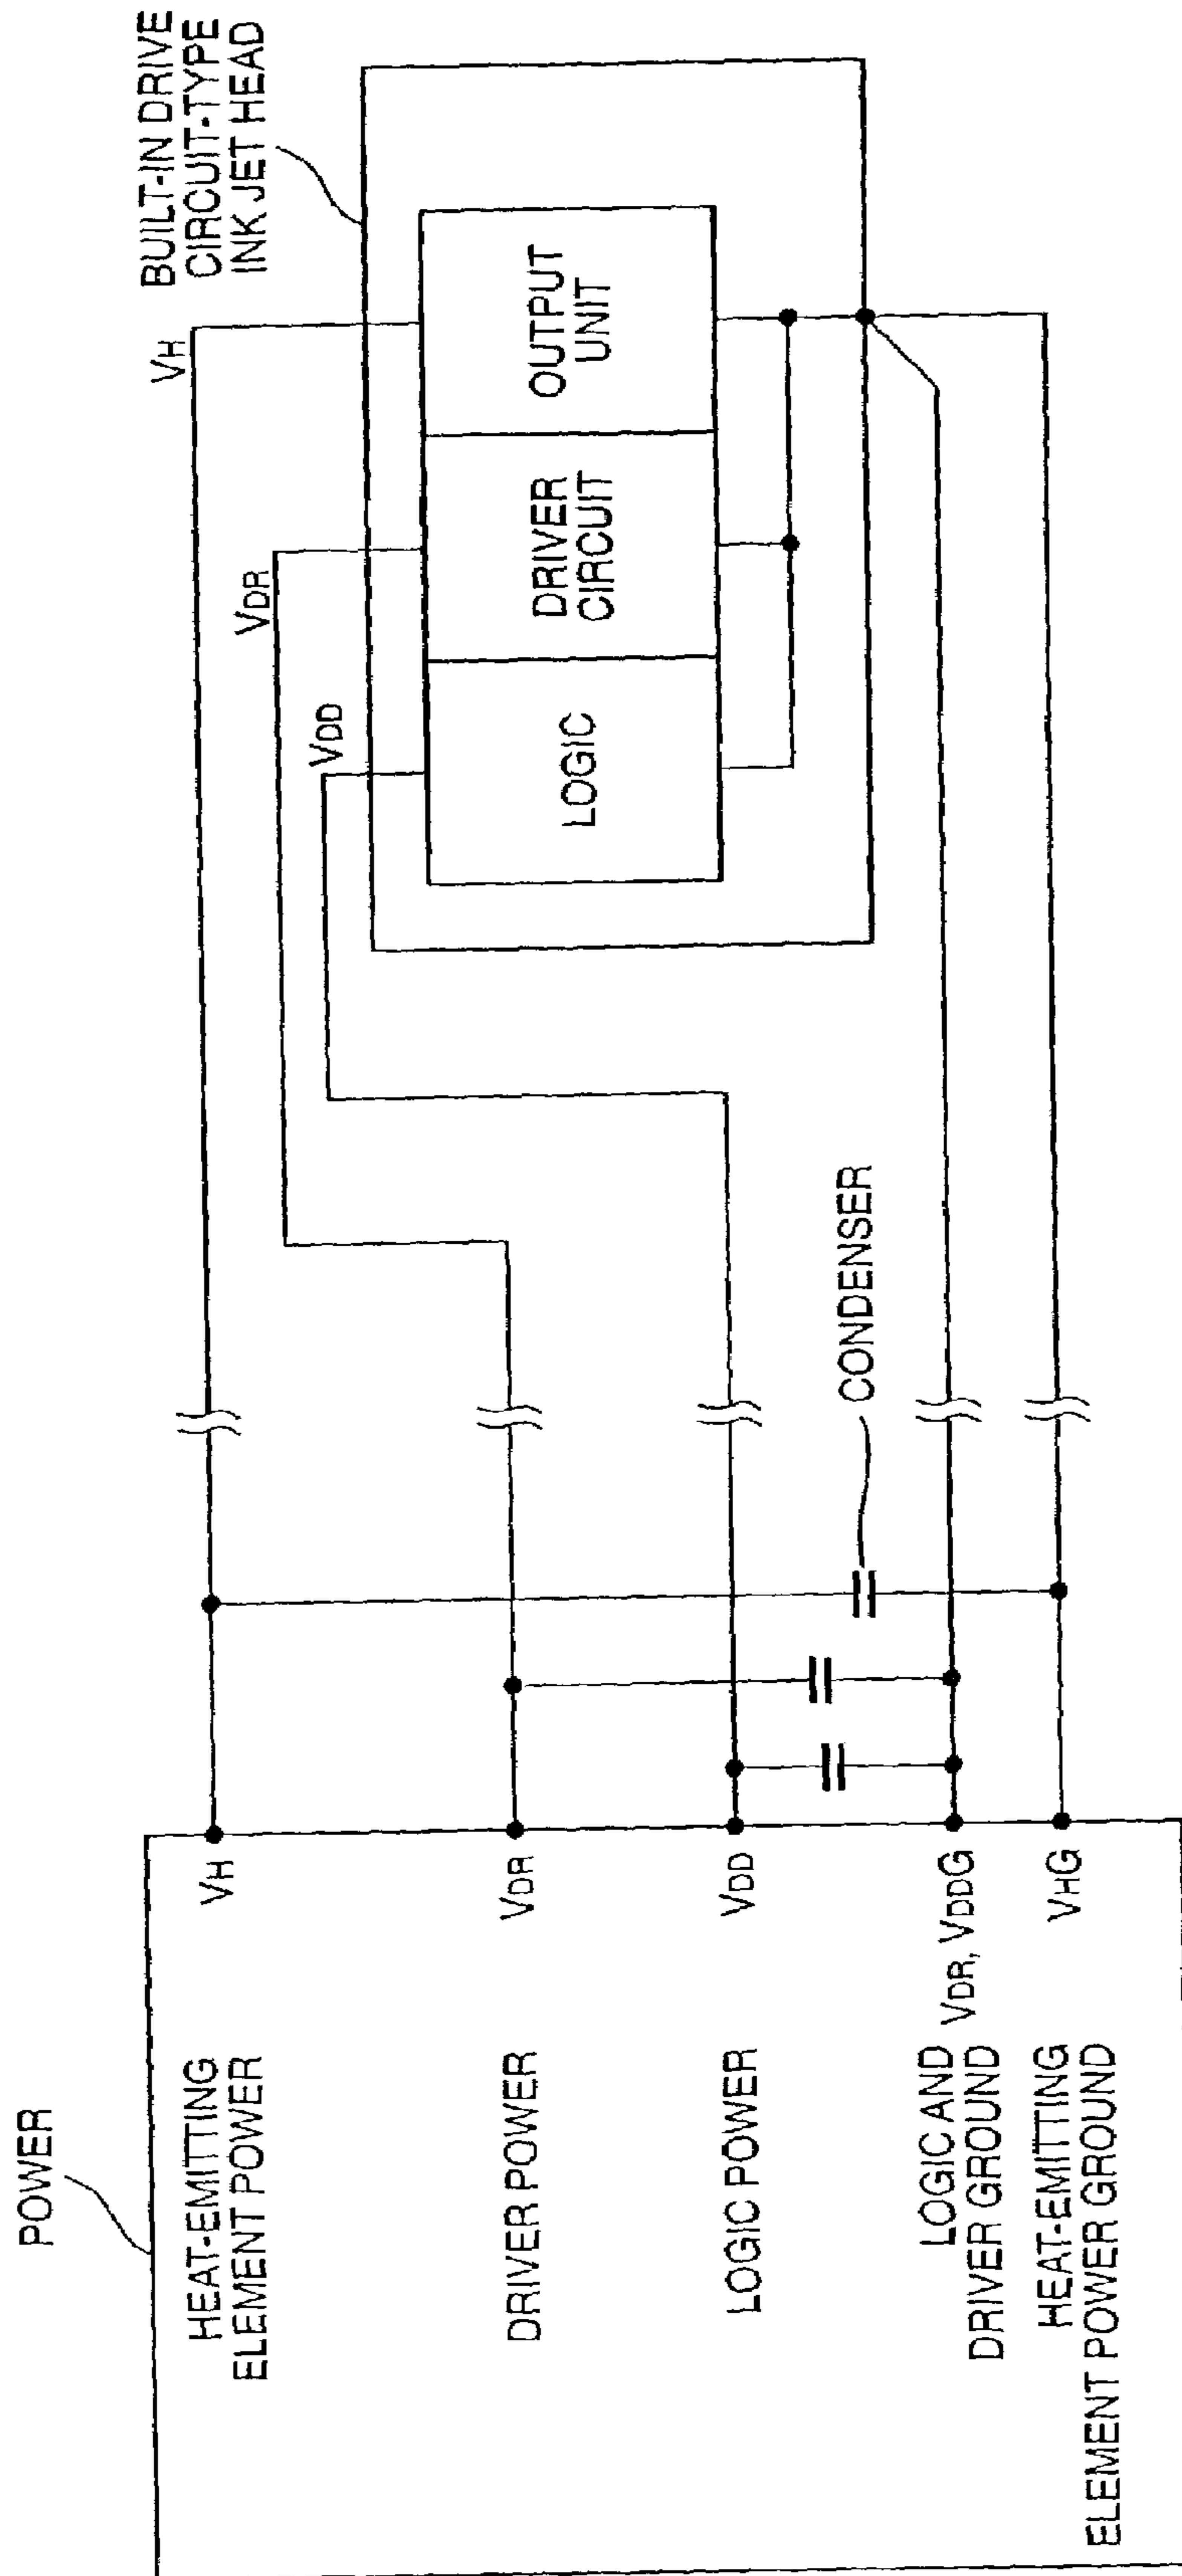 POWER
HEAT-EMITTING
ELEMENT POWER
VH
DRIVER POWER
VDR
LOGIC POWER
VDD
LOGIC AND
DRIVER GROUND
VDR, VDDG
HEAT-EMITTING
ELEMENT POWER GROUND
VHG
CONDENSER
VDD
VDR
VH
BUILT-IN DRIVE
CIRCUIT-TYPE
INK JET HEAD
LOGIC
DRIVER
CIRCUIT
OUTPUT
UNIT